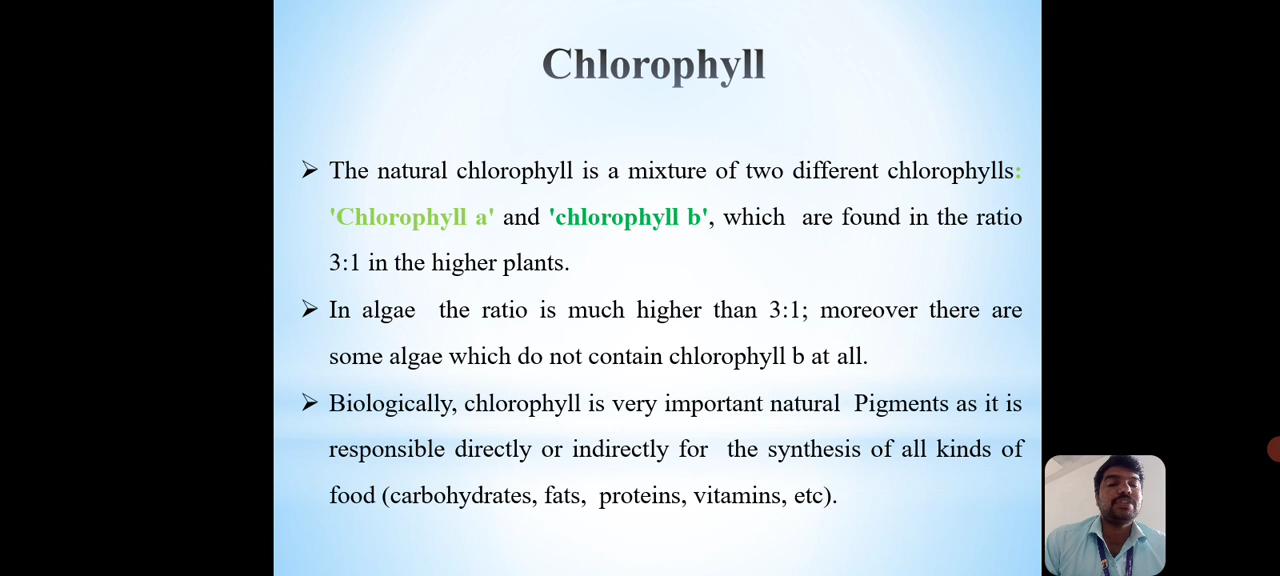 Chlorophyll
➢ The natural chlorophyll is a mixture of two different chlorophylls:
'Chlorophyll a' and 'chlorophyll b', which are found in the ratio
3:1 in the higher plants.
➢ In algae the ratio is much higher than 3:1; moreover there are
some algae which do not contain chlorophyll b at all.
➢ Biologically, chlorophyll is very important natural Pigments as it is
responsible directly or indirectly for the synthesis of all kinds of
food (carbohydrates, fats, proteins, vitamins, etc).